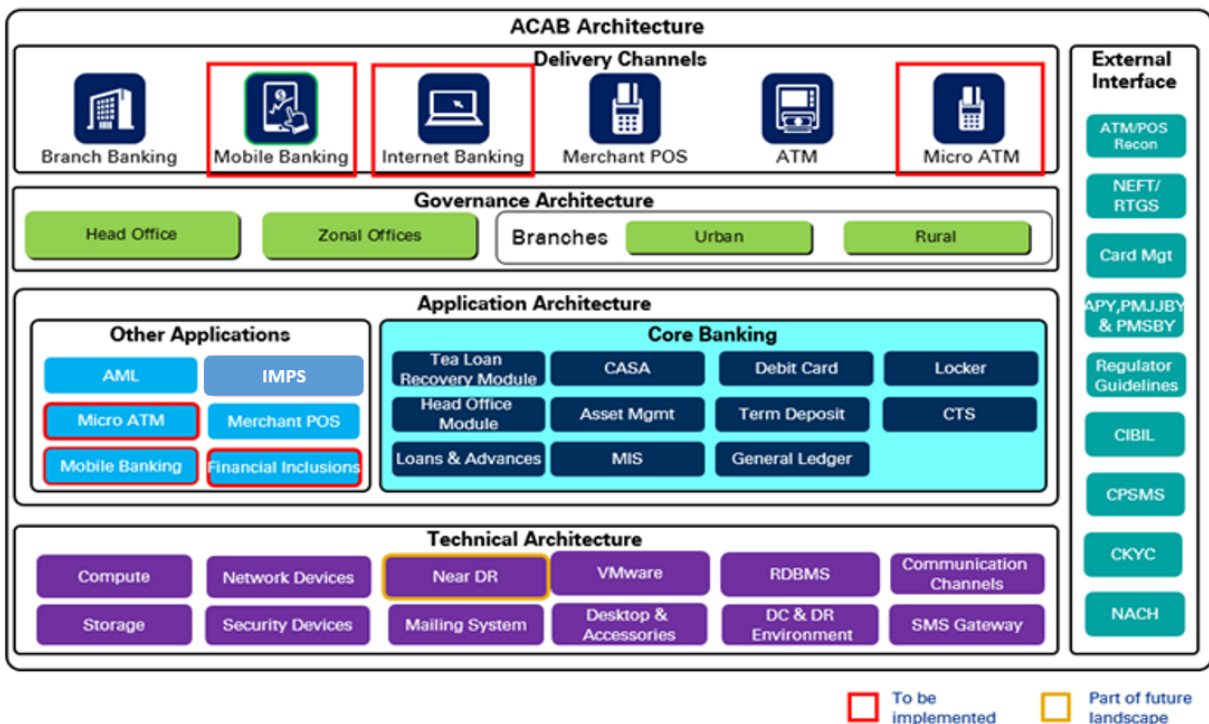 ACAB Architecture
Delivery Channels
Branch Banking
Mobile Banking
Internet Banking
Merchant POS
ATM
Micro ATM
Governance Architecture
Head Office
Zonal Offices
Branches
Urban
Rural
Application Architecture
Other Applications
AML
IMPS
Micro ATM
Merchant POS
Mobile Banking
Financial Inclusions
Core Banking
Tea Loan
Recovery Module
CASA
Debit Card
Locker
Head Office
Module
Asset Mgmt
Term Deposit
CTS
Loans & Advances
MIS
General Ledger
Technical Architecture
Compute
Network Devices
Near DR
VMware
RDBMS
Communication
Channels
Storage
Security Devices
Mailing System
Desktop &
Accessories
DC & DR
Environment
SMS Gateway
External
Interface
ATM/POS
Recon
NEFT/
RTGS
Card Mgt
APY,PMJJBY
& PMSBY
Regulator
Guidelines
CIBIL
CPSMS
CKYC
NACH
To be
implemented
Part of future
landscape